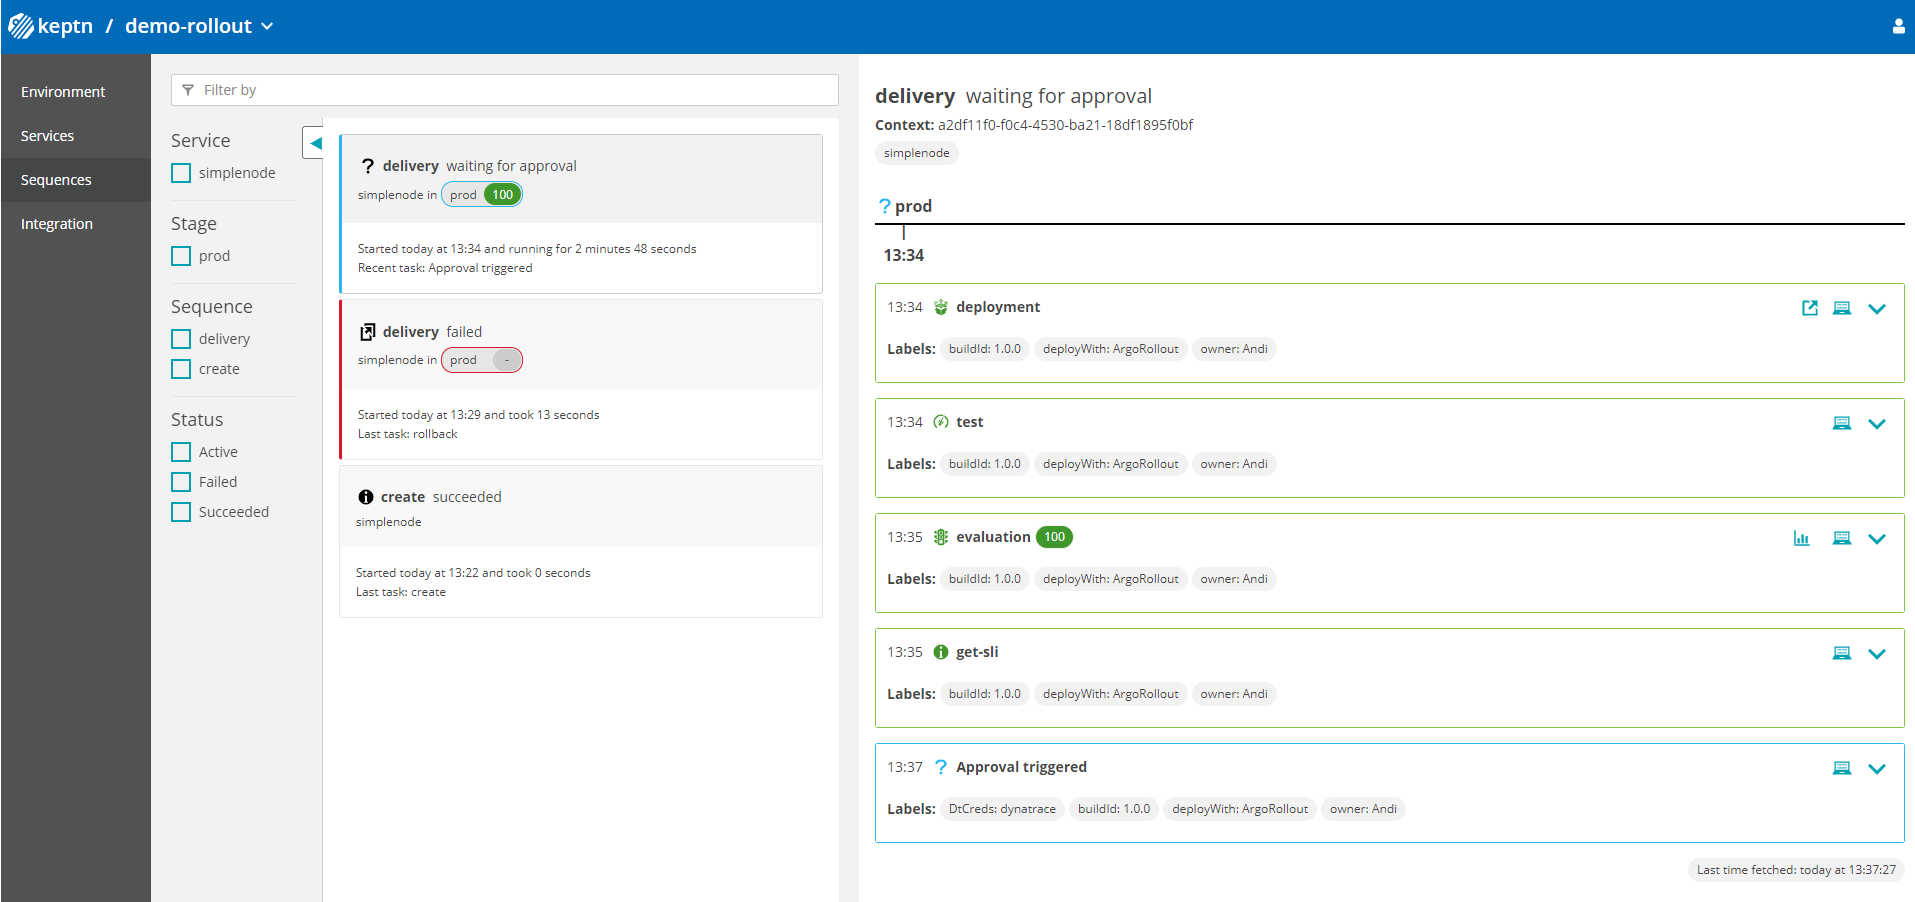 keptn / demo-rollout
Environment
Services
Sequences
Integration
Filter by
Service
simplenode
Stage
prod
Sequence
delivery
create
Status
Active
Failed
Succeeded
? delivery waiting for approval
simplenode in prod 100
Started today at 13:34 and running for 2 minutes 48 seconds
Recent task: Approval triggered
delivery failed
simplenode in prod -
Started today at 13:29 and took 13 seconds
Last task: rollback
create succeeded
simplenode
Started today at 13:22 and took 0 seconds
Last task: create
delivery waiting for approval
Context: a2df11f0-f0c4-4530-ba21-18df1895f0bf
simplenode
? prod
13:34
13:34 deployment
Labels: buildId: 1.0.0 deployWith: ArgoRollout owner: Andi
13:34 test
Labels: buildId: 1.0.0 deployWith: ArgoRollout owner: Andi
13:35 evaluation 100
Labels: buildId: 1.0.0 deployWith: ArgoRollout owner: Andi
13:35 get-sli
Labels: buildId: 1.0.0 deployWith: ArgoRollout owner: Andi
13:37 ? Approval triggered
Labels: DtCreds: dynatrace buildId: 1.0.0 deployWith: ArgoRollout owner: Andi
Last time fetched: today at 13:37:27